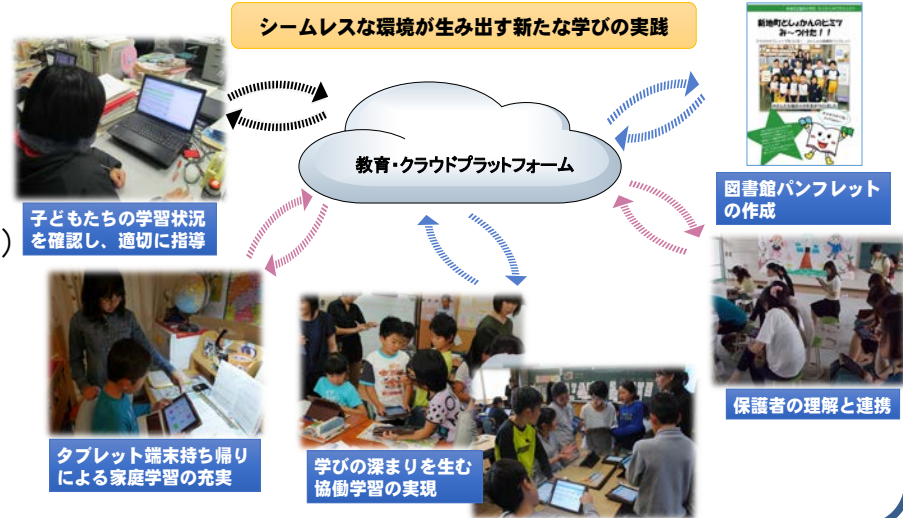 シームレスな環境が生み出す新たな学びの実践
教育・クラウドプラットフォーム
新地町としょかんのヒミツ
み～つけた！！
図書館パンフレット
の作成
子どもたちの学習状況
を確認し、適切に指導
)
保護者の理解と連携
タブレット端末持ち帰り
による家庭学習の充実
学びの深まりを生む
協働学習の実現